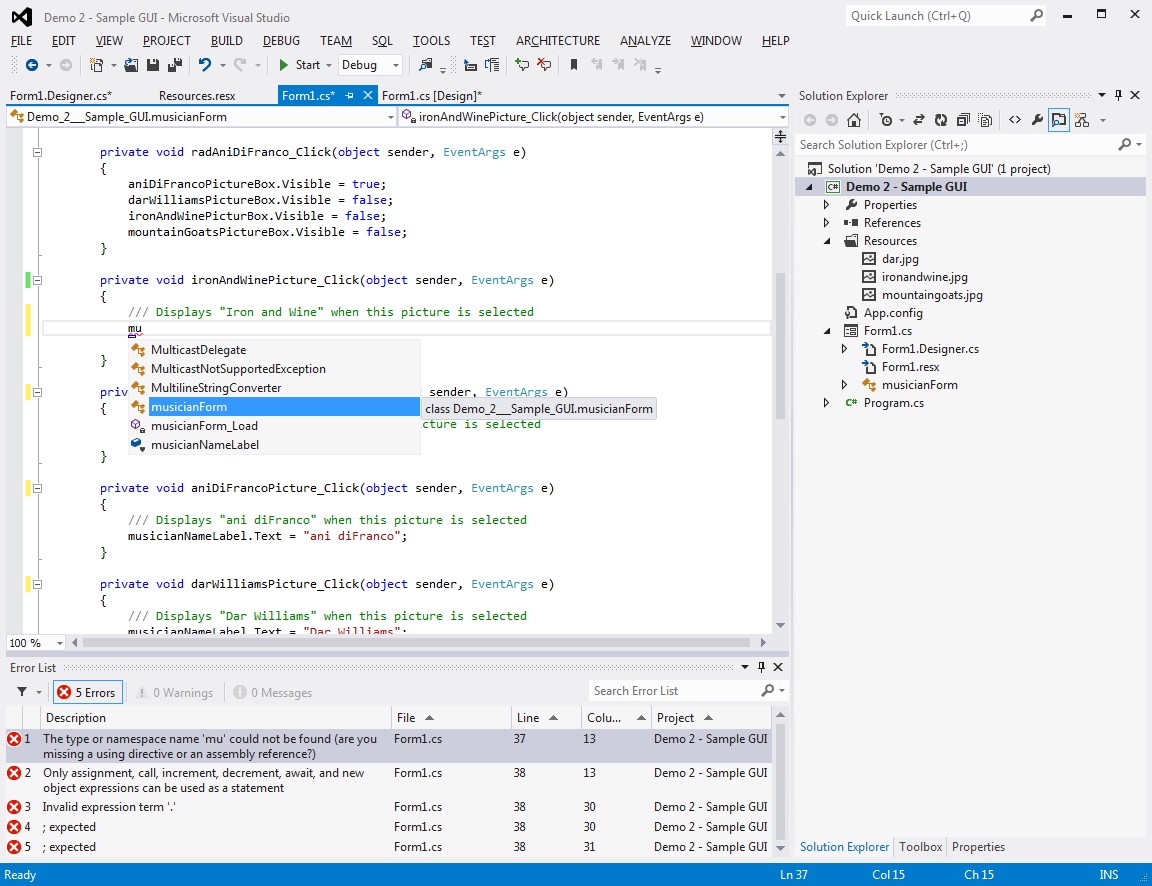 Demo 2 - Sample GUI - Microsoft Visual Studio
Quick Launch (Ctrl+Q)
FILE EDIT VIEW PROJECT BUILD DEBUG TEAM SQL TOOLS TEST ARCHITECTURE ANALYZE WINDOW HELP
Start Debug
Form1.Designer.cs* Resources.resx Form1.cs* Form1.cs [Design]*
Demo_2___Sample_GUI.musicianForm ironAndWinePicture_Click(object sender, EventArgs e)
private void radAniDiFranco_Click(object sender, EventArgs e)
{
aniDiFrancoPictureBox.Visible = true;
darWilliamsPictureBox.Visible = false;
ironAndWinePicturBox.Visible = false;
mountainGoatsPictureBox.Visible = false;
}
private void ironAndWinePicture_Click(object sender, EventArgs e)
{
/// Displays "Iron and Wine" when this picture is selected
mu
MulticastDelegate
MulticastNotSupportedException
MultilineStringConverter
musicianForm
musicianForm_Load
musicianNameLabel
class Demo_2___Sample_GUI.musicianForm
}
priv sender, EventArgs e)
{
cture is selected
}
private void aniDiFrancoPicture_Click(object sender, EventArgs e)
{
/// Displays "ani diFranco" when this picture is selected
musicianNameLabel.Text = "ani diFranco";
}
private void darWilliamsPicture_Click(object sender, EventArgs e)
{
/// Displays "Dar Williams" when this picture is selected
musicianNameLabel.Text = "Dar Williams";
100 %
Solution Explorer
Search Solution Explorer (Ctrl+;)
Solution 'Demo 2 - Sample GUI' (1 project)
C# Demo 2 - Sample GUI
Properties
References
Resources
dar.jpg
ironandwine.jpg
mountaingoats.jpg
App.config
Form1.cs
Form1.Designer.cs
Form1.resx
musicianForm
C# Program.cs
Solution Explorer Toolbox Properties
Error List
5 Errors 0 Warnings 0 Messages
Search Error List
Description File Line Colu... Project
1 The type or namespace name 'mu' could not be found (are you missing a using directive or an assembly reference?) Form1.cs 37 13 Demo 2 - Sample GUI
2 Only assignment, call, increment, decrement, await, and new object expressions can be used as a statement Form1.cs 38 13 Demo 2 - Sample GUI
3 Invalid expression term '.' Form1.cs 38 30 Demo 2 - Sample GUI
4 ; expected Form1.cs 38 30 Demo 2 - Sample GUI
5 ; expected Form1.cs 38 31 Demo 2 - Sample GUI
Ready Ln 37 Col 15 Ch 15 INS